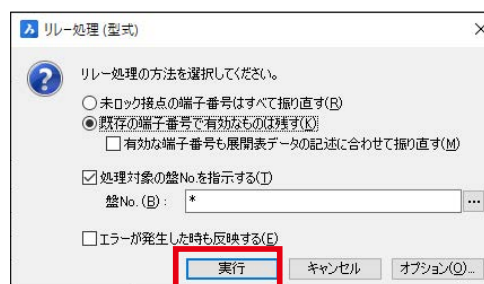 リレー処理 (型式)
リレー処理の方法を選択してください。
未ロック接点の端子番号はすべて振り直す(R)
既存の端子番号で有効なものは残す(K)
有効な端子番号も展開表データの記述に合わせて振り直す(M)
処理対象の盤No.を指示する(T)
盤No.(B): * ...
エラーが発生した時も反映する(E)
実行 キャンセル オプション(O)...